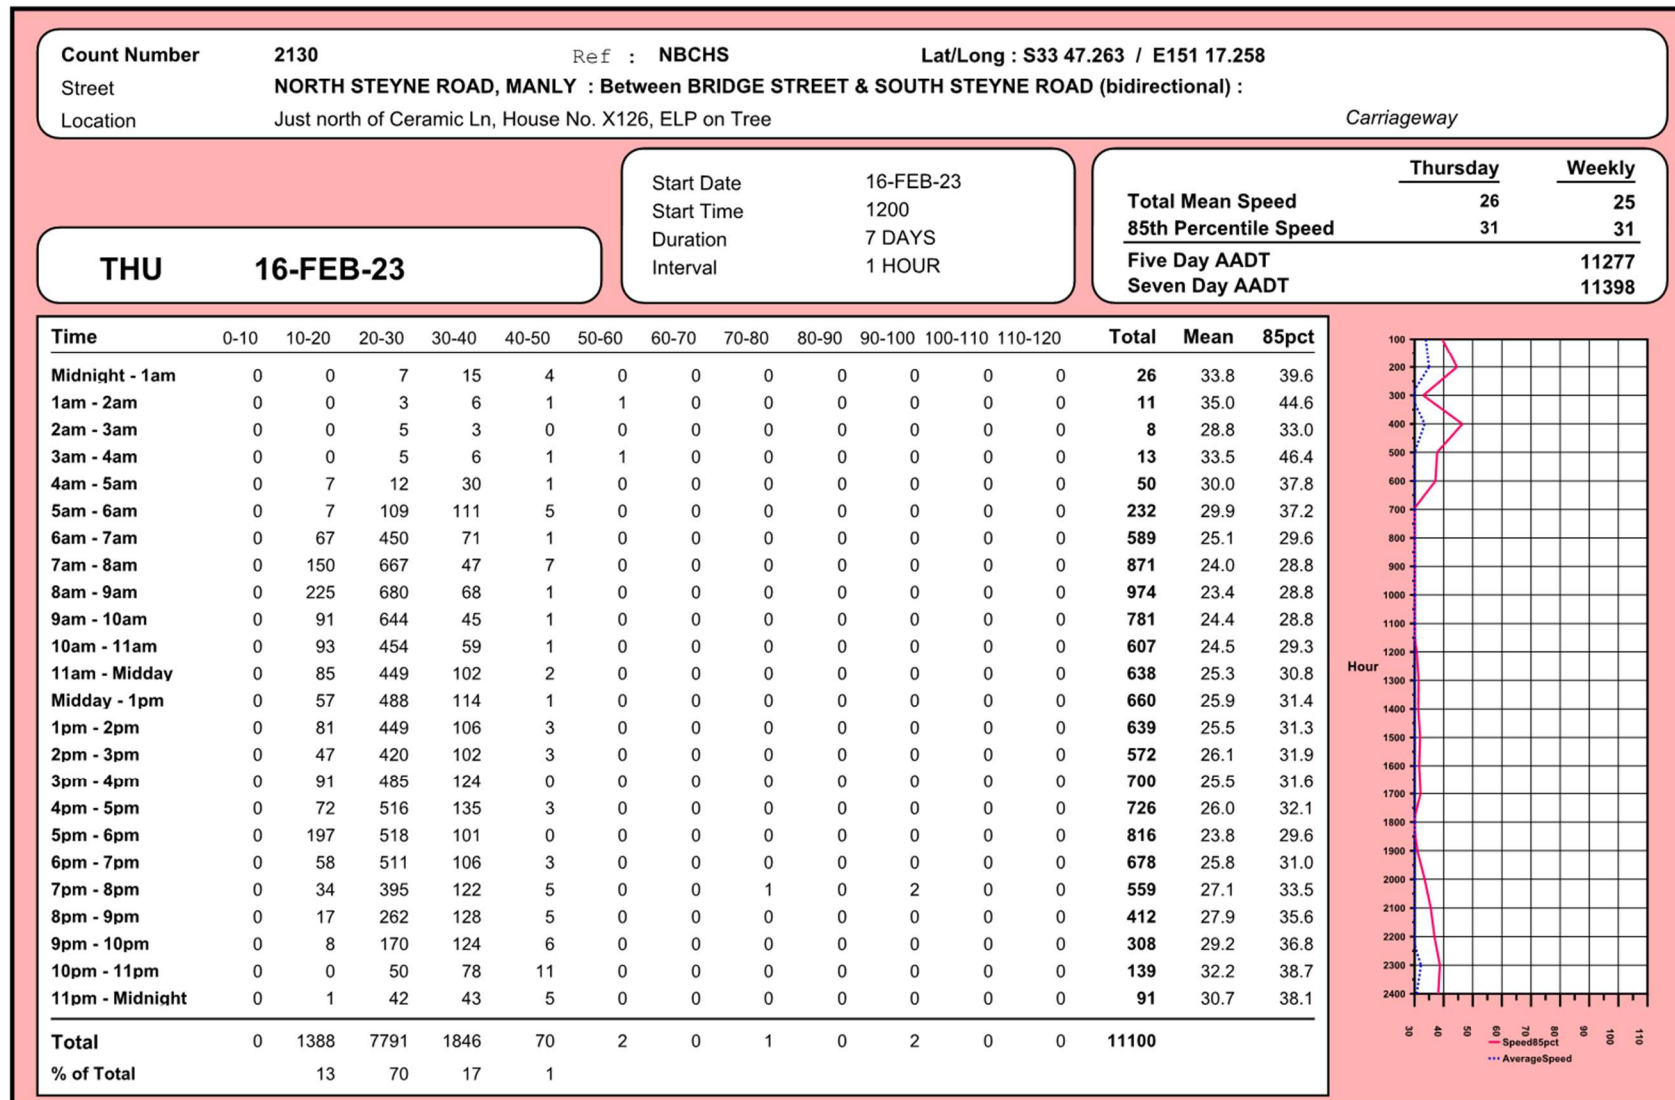 Count Number 2130 Ref : NBCHS Lat/Long : S33 47.263 / E151 17.258
Street NORTH STEYNE ROAD, MANLY : Between BRIDGE STREET & SOUTH STEYNE ROAD (bidirectional) :
Location Just north of Ceramic Ln, House No. X126, ELP on Tree Carriageway
THU 16-FEB-23
Start Date 16-FEB-23
Start Time 1200
Duration 7 DAYS
Interval 1 HOUR
Thursday Weekly
Total Mean Speed 26 25
85th Percentile Speed 31 31
Five Day AADT 11277
Seven Day AADT 11398
Time 0-10 10-20 20-30 30-40 40-50 50-60 60-70 70-80 80-90 90-100 100-110 110-120 Total Mean 85pct
Midnight - 1am 0 0 7 15 4 0 0 0 0 0 0 0 26 33.8 39.6
1am - 2am 0 0 3 6 1 1 0 0 0 0 0 0 11 35.0 44.6
2am - 3am 0 0 5 3 0 0 0 0 0 0 0 0 8 28.8 33.0
3am - 4am 0 0 5 6 1 1 0 0 0 0 0 0 13 33.5 46.4
4am - 5am 0 7 12 30 1 0 0 0 0 0 0 0 50 30.0 37.8
5am - 6am 0 7 109 111 5 0 0 0 0 0 0 0 232 29.9 37.2
6am - 7am 0 67 450 71 1 0 0 0 0 0 0 0 589 25.1 29.6
7am - 8am 0 150 667 47 7 0 0 0 0 0 0 0 871 24.0 28.8
8am - 9am 0 225 680 68 1 0 0 0 0 0 0 0 974 23.4 28.8
9am - 10am 0 91 644 45 1 0 0 0 0 0 0 0 781 24.4 28.8
10am - 11am 0 93 454 59 1 0 0 0 0 0 0 0 607 24.5 29.3
11am - Midday 0 85 449 102 2 0 0 0 0 0 0 0 638 25.3 30.8
Midday - 1pm 0 57 488 114 1 0 0 0 0 0 0 0 660 25.9 31.4
1pm - 2pm 0 81 449 106 3 0 0 0 0 0 0 0 639 25.5 31.3
2pm - 3pm 0 47 420 102 3 0 0 0 0 0 0 0 572 26.1 31.9
3pm - 4pm 0 91 485 124 0 0 0 0 0 0 0 0 700 25.5 31.6
4pm - 5pm 0 72 516 135 3 0 0 0 0 0 0 0 726 26.0 32.1
5pm - 6pm 0 197 518 101 0 0 0 0 0 0 0 0 816 23.8 29.6
6pm - 7pm 0 58 511 106 3 0 0 0 0 0 0 0 678 25.8 31.0
7pm - 8pm 0 34 395 122 5 0 0 1 0 2 0 0 559 27.1 33.5
8pm - 9pm 0 17 262 128 5 0 0 0 0 0 0 0 412 27.9 35.6
9pm - 10pm 0 8 170 124 6 0 0 0 0 0 0 0 308 29.2 36.8
10pm - 11pm 0 0 50 78 11 0 0 0 0 0 0 0 139 32.2 38.7
11pm - Midnight 0 1 42 43 5 0 0 0 0 0 0 0 91 30.7 38.1
Total 0 1388 7791 1846 70 2 0 1 0 2 0 0 11100
% of Total 13 70 17 1
Hour
100
200
300
400
500
600
700
800
900
1000
1100
1200
1300
1400
1500
1600
1700
1800
1900
2000
2100
2200
2300
2400
30 40 50 60 70 80 90 100 110
Speed85pct
AverageSpeed